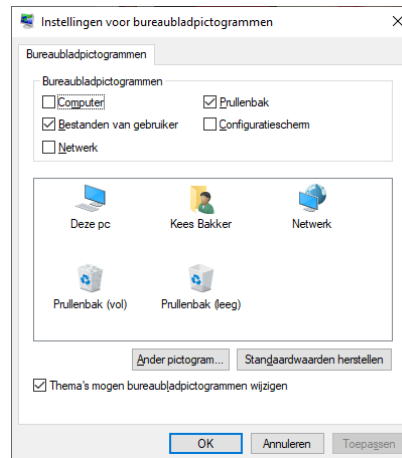 Instellingen voor bureaubladpictogrammen
Bureaubladpictogrammen
Bureaubladpictogrammen
Computer
Prullenbak
Bestanden van gebruiker
Configuratiescherm
Netwerk
Deze pc
Kees Bakker
Netwerk
Prullenbak (vol)
Prullenbak (leeg)
Ander pictogram...
Standaardwaarden herstellen
Thema's mogen bureaubladpictogrammen wijzigen
OK
Annuleren
Toepassen